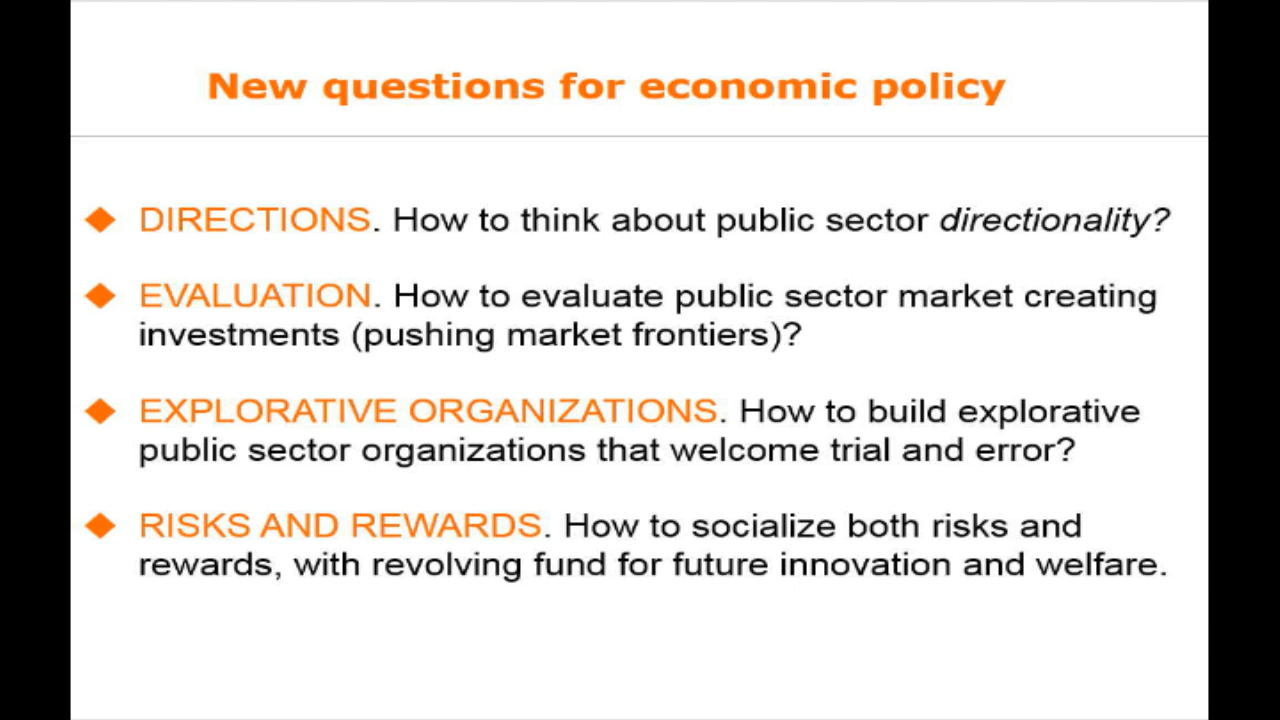 New questions for economic policy
DIRECTIONS. How to think about public sector directionality?
EVALUATION. How to evaluate public sector market creating
investments (pushing market frontiers)?
EXPLORATIVE ORGANIZATIONS. How to build explorative
public sector organizations that welcome trial and error?
RISKS AND REWARDS. How to socialize both risks and
rewards, with revolving fund for future innovation and welfare.